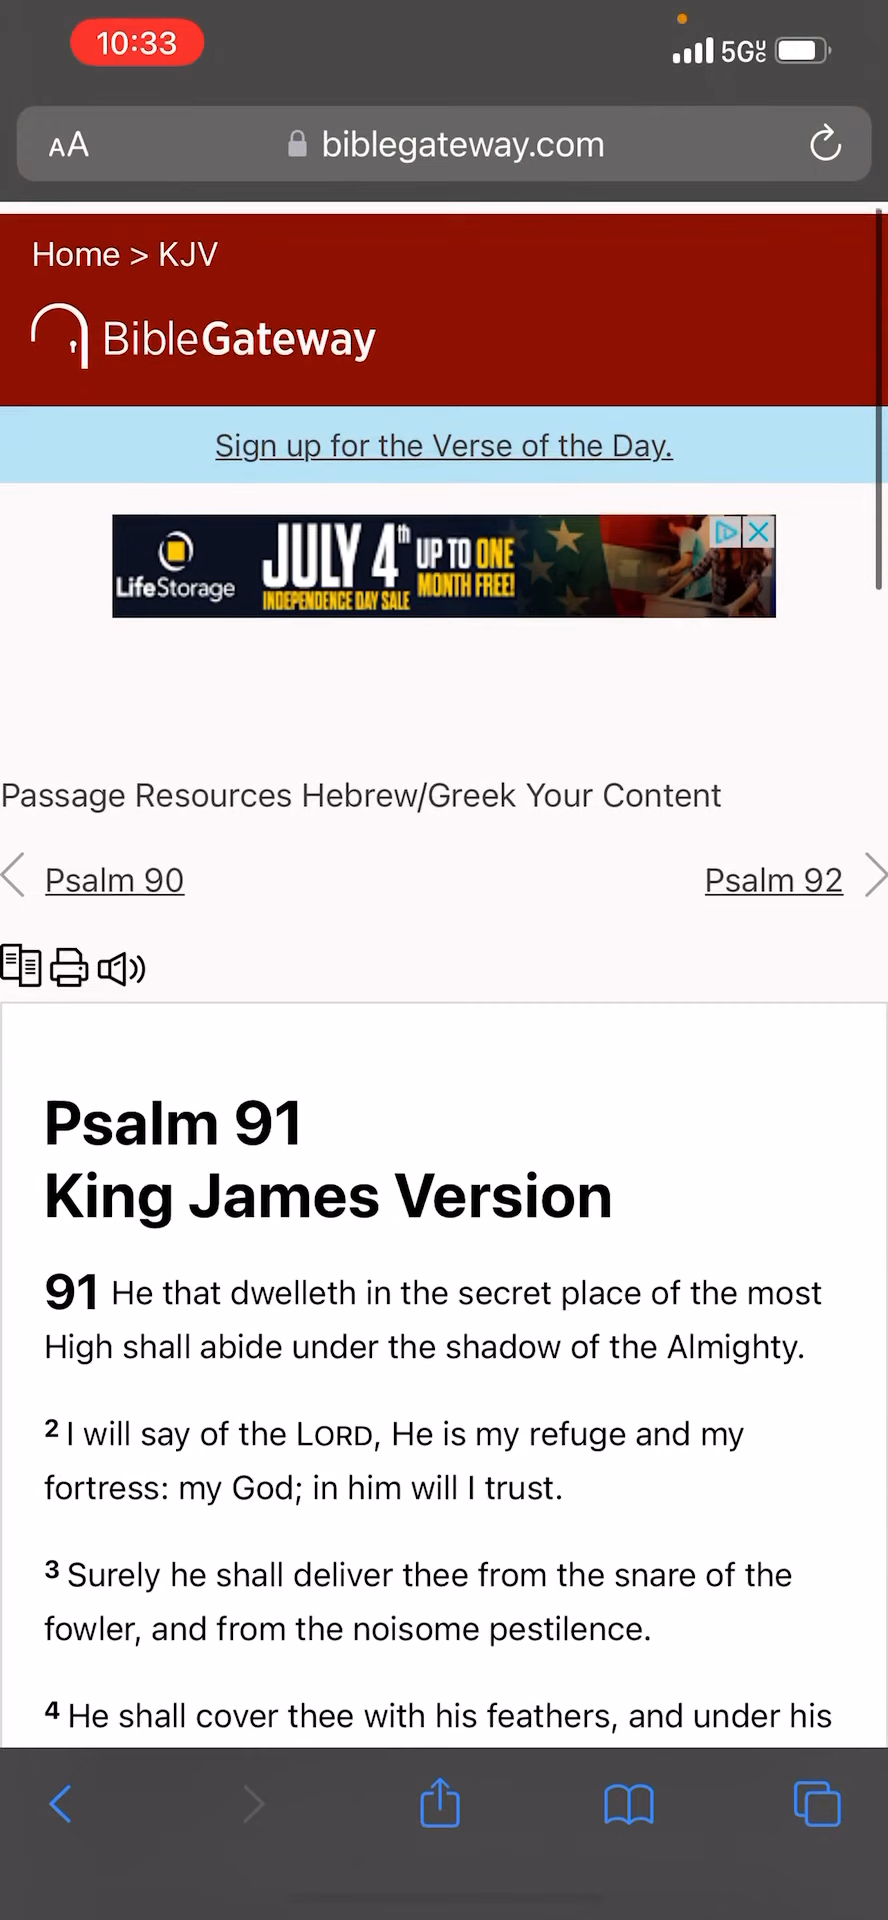 10:33
5GUC
AA biblegateway.com
Home > KJV
BibleGateway
Sign up for the Verse of the Day.
LifeStorage
JULY 4th
INDEPENDENCE DAY SALE
UP TO ONE
MONTH FREE!
Passage Resources Hebrew/Greek Your Content
Psalm 90
Psalm 92
Psalm 91
King James Version
91 He that dwelleth in the secret place of the most
High shall abide under the shadow of the Almighty.
2 I will say of the LORD, He is my refuge and my
fortress: my God; in him will I trust.
3 Surely he shall deliver thee from the snare of the
fowler, and from the noisome pestilence.
4 He shall cover thee with his feathers, and under his